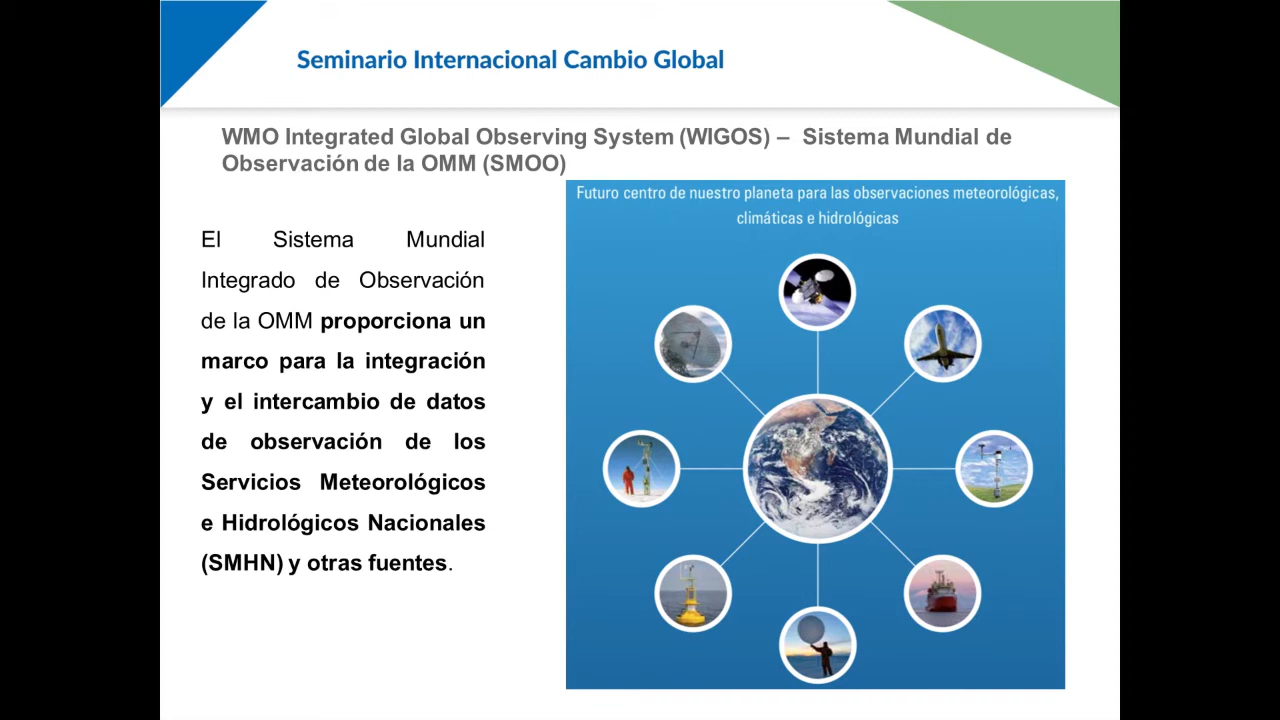 Seminario Internacional Cambio Global
WMO Integrated Global Observing System (WIGOS) – Sistema Mundial de
Observación de la OMM (SMOO)
El Sistema Mundial
Integrado de Observación
de la OMM proporciona un
marco para la integración
y el intercambio de datos
de observación de los
Servicios Meteorológicos
e Hidrológicos Nacionales
(SMHN) y otras fuentes.
Futuro centro de nuestro planeta para las observaciones meteorológicas,
climáticas e hidrológicas